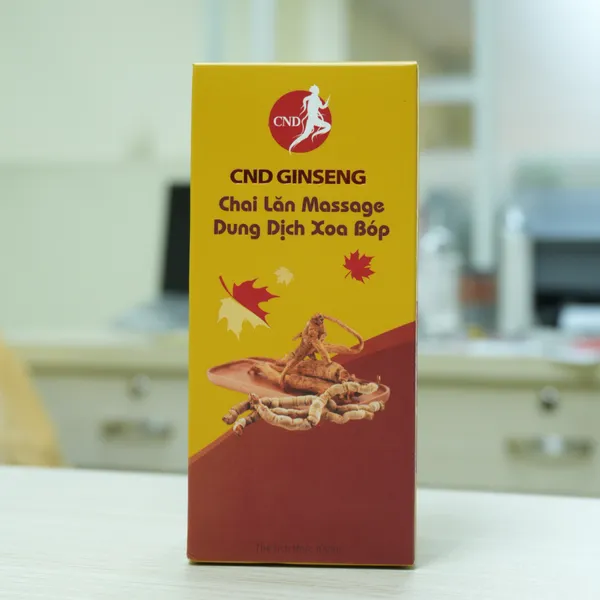 CND
CND GINSENG
Chai Lăn Massage
Dung Dịch Xoa Bóp